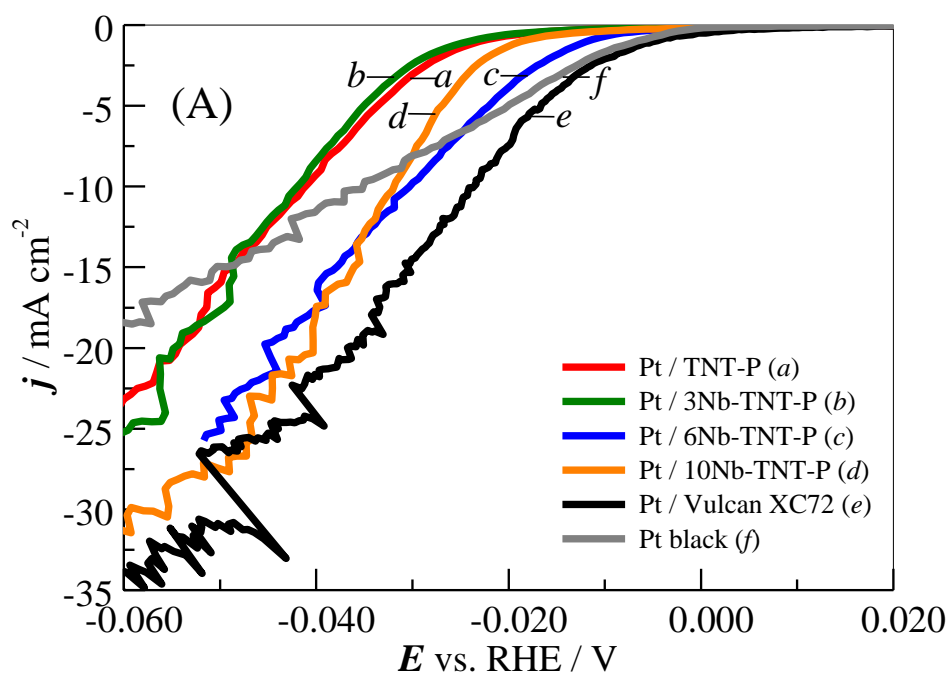 (A)
0
-5
-10
-15
-20
-25
-30
-35
j / mA cm⁻²
b
a
c
f
d
e
Pt / TNT-P (a)
Pt / 3Nb-TNT-P (b)
Pt / 6Nb-TNT-P (c)
Pt / 10Nb-TNT-P (d)
Pt / Vulcan XC72 (e)
Pt black (f)
-0.060 -0.040 -0.020 0.000 0.020
E vs. RHE / V